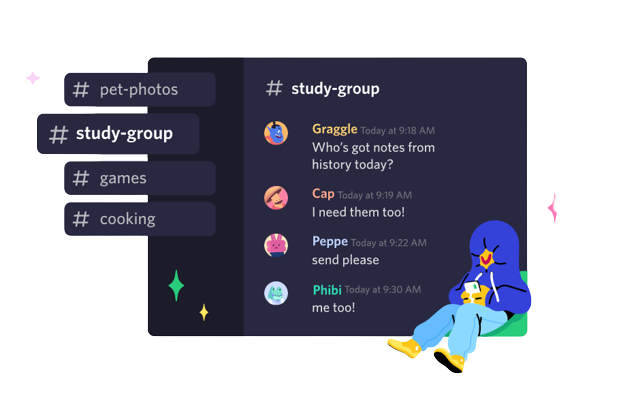 # pet-photos
# study-group
# games
# cooking
# study-group
Graggle Today at 9:18 AM
Who's got notes from
history today?
Cap Today at 9:19 AM
I need them too!
Peppe Today at 9:22 AM
send please
Phibi Today at 9:30 AM
me too!